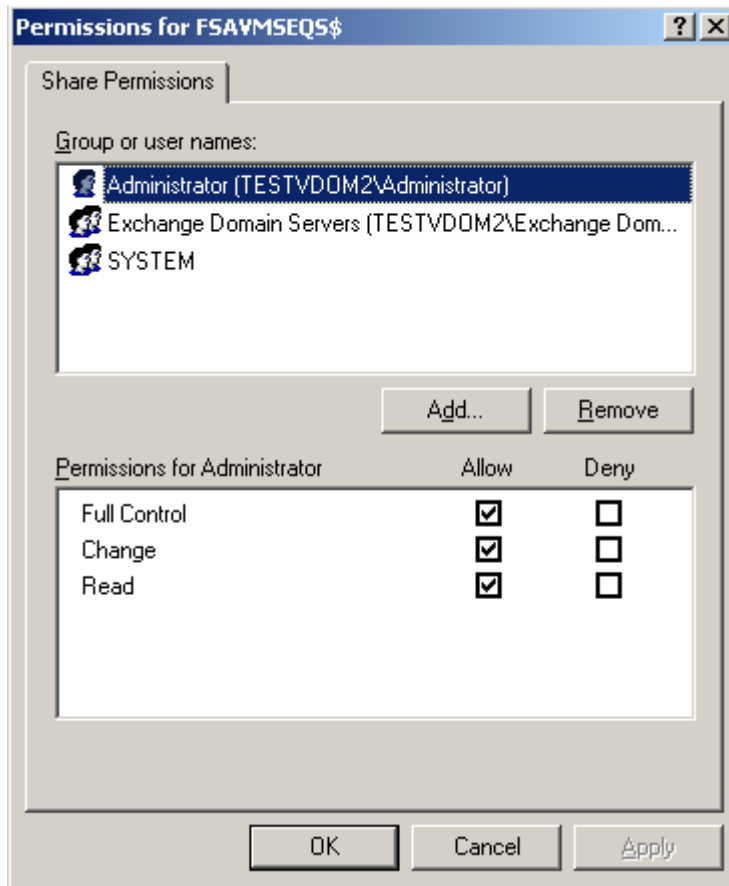 Permissions for FSAVMSEQS$
Share Permissions
Group or user names:
Administrator (TESTVDOM2\Administrator)
Exchange Domain Servers (TESTVDOM2\Exchange Dom...
SYSTEM
Add... Remove
Permissions for Administrator Allow Deny
Full Control
Change
Read
OK Cancel Apply